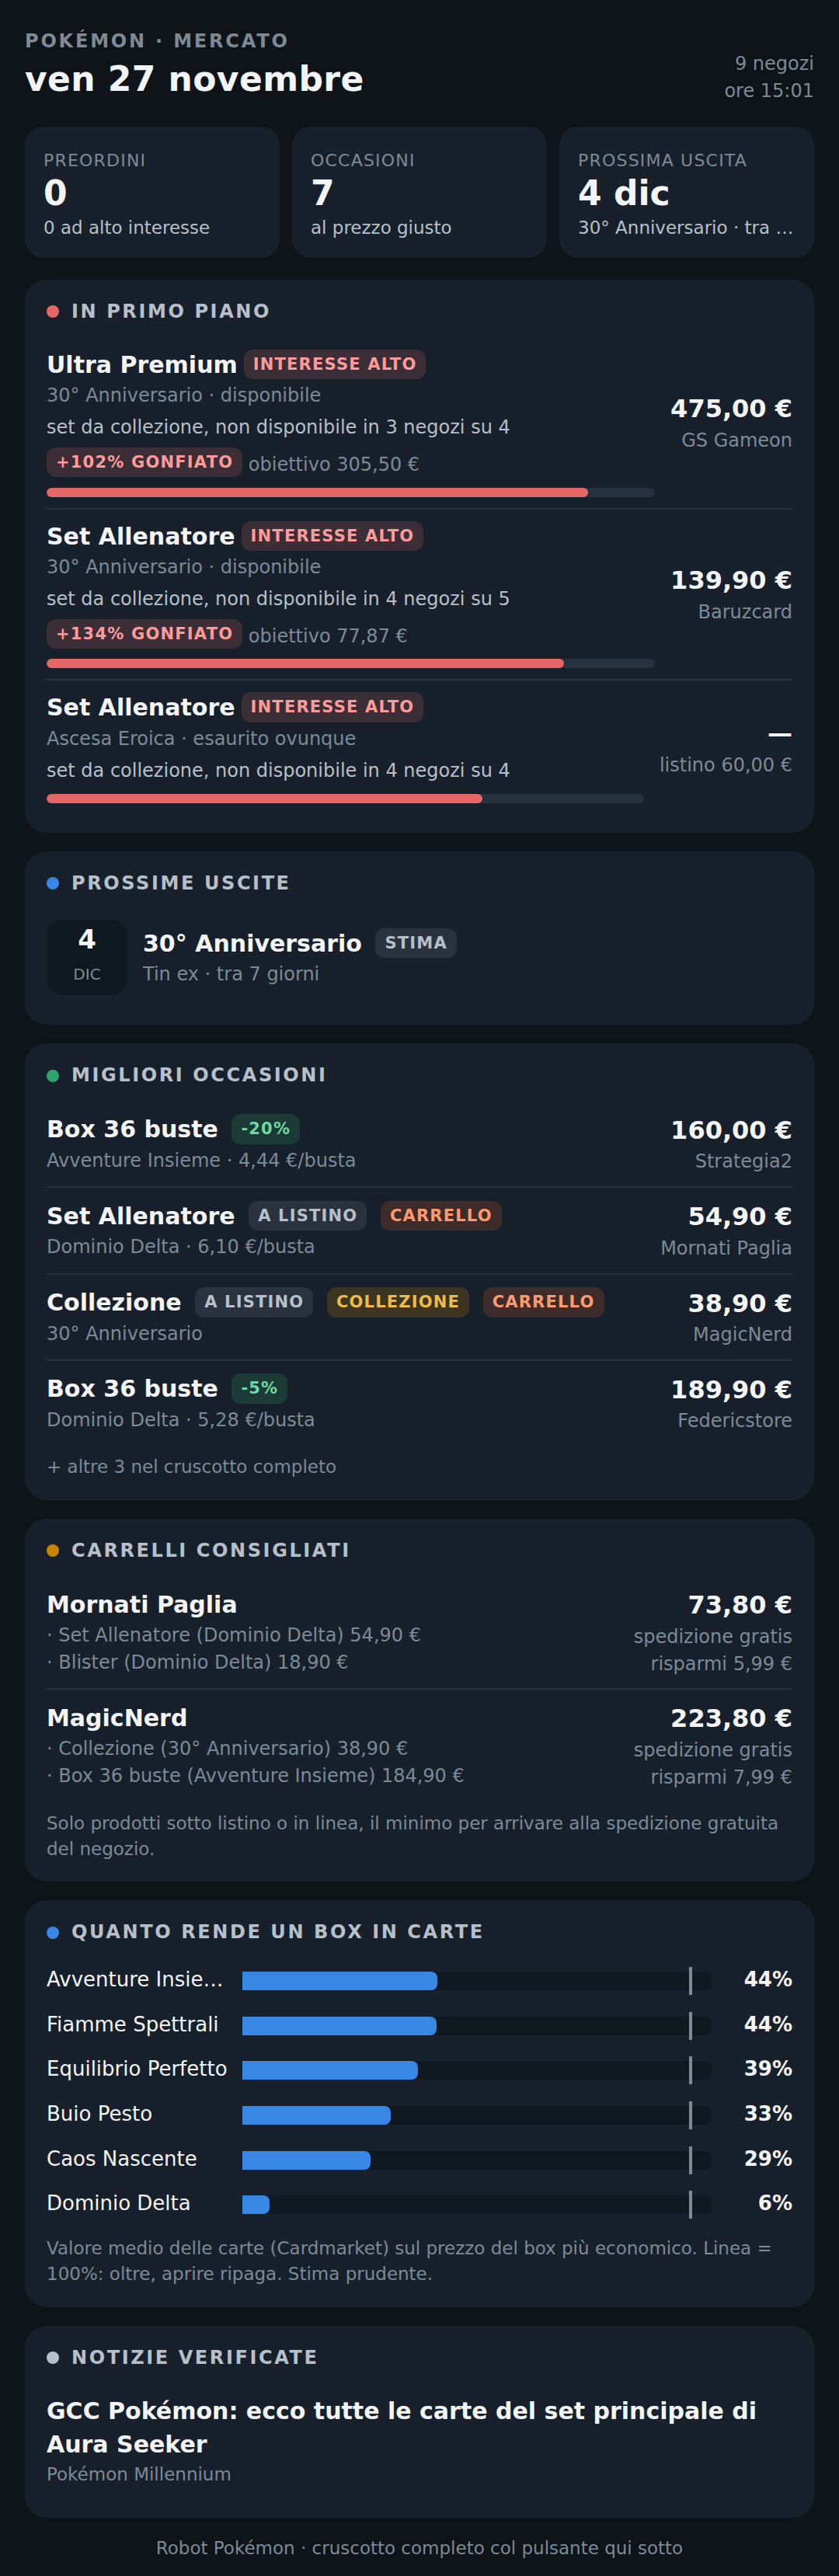 POKÉMON · MERCATO
ven 27 novembre
9 negozi
ore 15:01
PREORDINI
0
0 ad alto interesse
OCCASIONI
7
al prezzo giusto
PROSSIMA USCITA
4 dic
30° Anniversario · tra …
IN PRIMO PIANO
Ultra Premium INTERESSE ALTO
30° Anniversario · disponibile
set da collezione, non disponibile in 3 negozi su 4
+102% GONFIATO obiettivo 305,50 €
475,00 €
GS Gameon
Set Allenatore INTERESSE ALTO
30° Anniversario · disponibile
set da collezione, non disponibile in 4 negozi su 5
+134% GONFIATO obiettivo 77,87 €
139,90 €
Baruzcard
Set Allenatore INTERESSE ALTO
Ascesa Eroica · esaurito ovunque
set da collezione, non disponibile in 4 negozi su 4
—
listino 60,00 €
PROSSIME USCITE
4
DIC
30° Anniversario STIMA
Tin ex · tra 7 giorni
MIGLIORI OCCASIONI
Box 36 buste -20%
Avventure Insieme · 4,44 €/busta
160,00 €
Strategia2
Set Allenatore A LISTINO CARRELLO
Dominio Delta · 6,10 €/busta
54,90 €
Mornati Paglia
Collezione A LISTINO COLLEZIONE CARRELLO
30° Anniversario
38,90 €
MagicNerd
Box 36 buste -5%
Dominio Delta · 5,28 €/busta
189,90 €
Federicstore
+ altre 3 nel cruscotto completo
CARRELLI CONSIGLIATI
Mornati Paglia
· Set Allenatore (Dominio Delta) 54,90 €
· Blister (Dominio Delta) 18,90 €
73,80 €
spedizione gratis
risparmi 5,99 €
MagicNerd
· Collezione (30° Anniversario) 38,90 €
· Box 36 buste (Avventure Insieme) 184,90 €
223,80 €
spedizione gratis
risparmi 7,99 €
Solo prodotti sotto listino o in linea, il minimo per arrivare alla spedizione gratuita
del negozio.
QUANTO RENDE UN BOX IN CARTE
Avventure Insie… 44%
Fiamme Spettrali 44%
Equilibrio Perfetto 39%
Buio Pesto 33%
Caos Nascente 29%
Dominio Delta 6%
Valore medio delle carte (Cardmarket) sul prezzo del box più economico. Linea =
100%: oltre, aprire ripaga. Stima prudente.
NOTIZIE VERIFICATE
GCC Pokémon: ecco tutte le carte del set principale di
Aura Seeker
Pokémon Millennium
Robot Pokémon · cruscotto completo col pulsante qui sotto